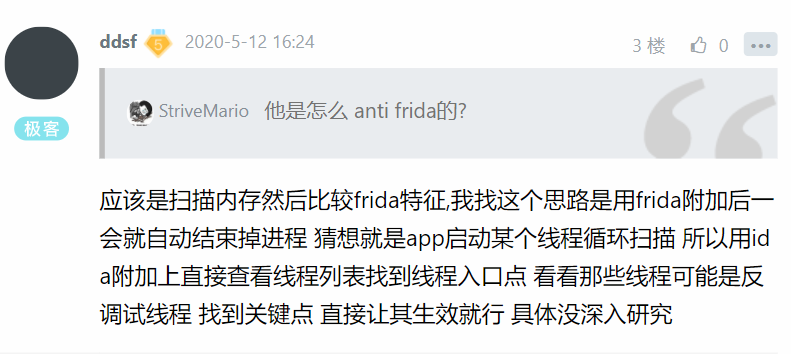 ddsf 5 2020-5-12 16:24 3 楼 0 •••
极客
StriveMario 他是怎么 anti frida的?
应该是扫描内存然后比较frida特征,我找这个思路是用frida附加后一
会就自动结束掉进程 猜想就是app启动某个线程循环扫描 所以用id
a附加上直接查看线程列表找到线程入口点 看看那些线程可能是反
调试线程 找到关键点 直接让其生效就行 具体没深入研究